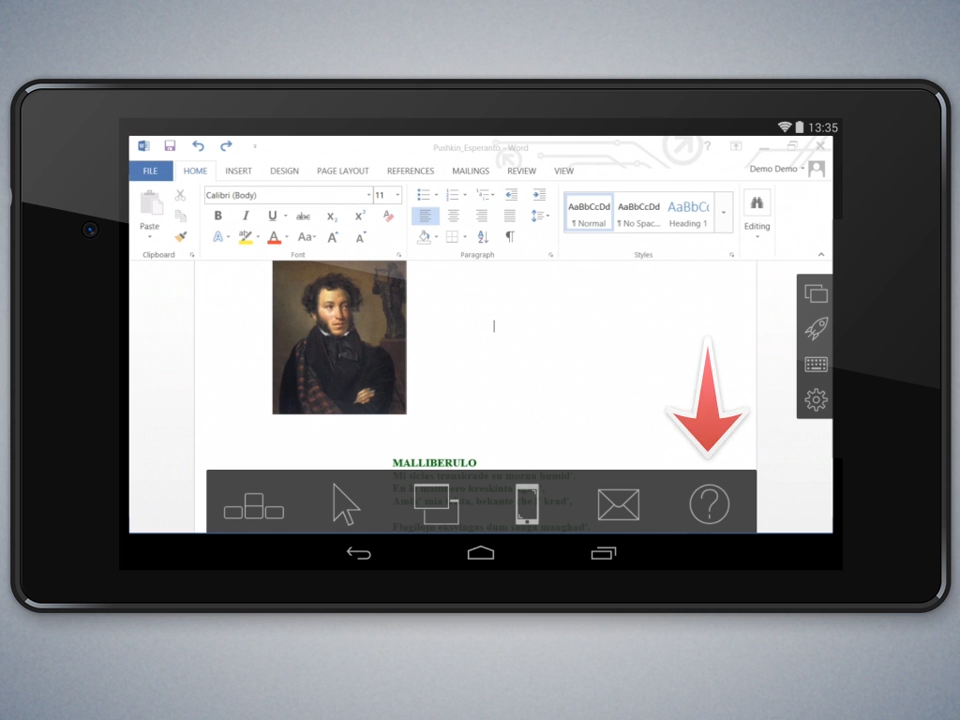 13:35
Pushkin_Esperanto - Word
FILE HOME INSERT DESIGN PAGE LAYOUT REFERENCES MAILINGS REVIEW VIEW
Demo Demo
Calibri (Body) 11
AaBbCcDd AaBbCcDd AaBbCc
Paste
¶ Normal ¶ No Spac... Heading 1
Editing
Clipboard Font Paragraph Styles
MALLIBERULO